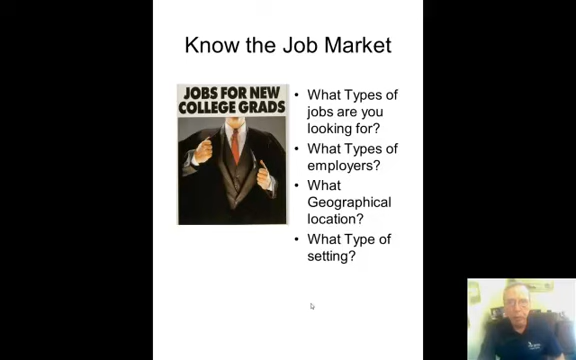 Know the Job Market
JOBS FOR NEW
COLLEGE GRADS
• What Types of
jobs are you
looking for?
• What Types of
employers?
• What
Geographical
location?
• What Type of
setting?